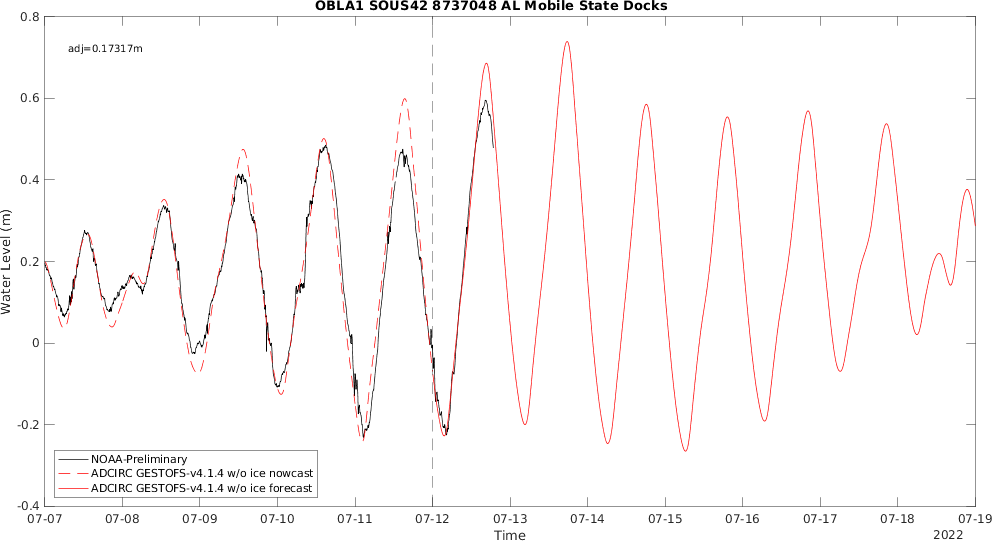 OBLA1 SOUS42 8737048 AL Mobile State Docks
0.8
adj=0.17317m
0.6
0.4
0.2
0
-0.2
-0.4
Water Level (m)
NOAA-Preliminary
ADCIRC GESTOFS-v4.1.4 w/o ice nowcast
ADCIRC GESTOFS-v4.1.4 w/o ice forecast
07-07 07-08 07-09 07-10 07-11 07-12 07-13 07-14 07-15 07-16 07-17 07-18 07-19
Time
2022